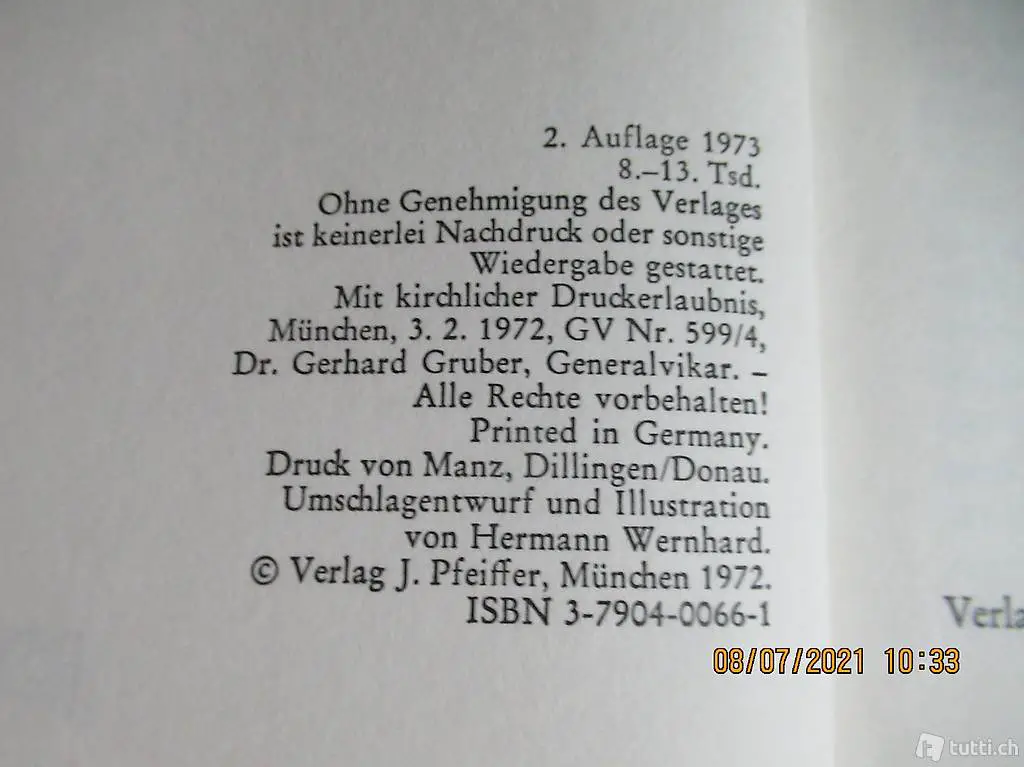 2. Auflage 1973
8.–13. Tsd.
Ohne Genehmigung des Verlages
ist keinerlei Nachdruck oder sonstige
Wiedergabe gestattet.
Mit kirchlicher Druckerlaubnis,
München, 3. 2. 1972, GV Nr. 599/4,
Dr. Gerhard Gruber, Generalvikar. –
Alle Rechte vorbehalten!
Printed in Germany.
Druck von Manz, Dillingen/Donau.
Umschlagentwurf und Illustration
von Hermann Wernhard.
© Verlag J. Pfeiffer, München 1972.
ISBN 3-7904-0066-1
Verla
08/07/2021 10:33
tutti.ch